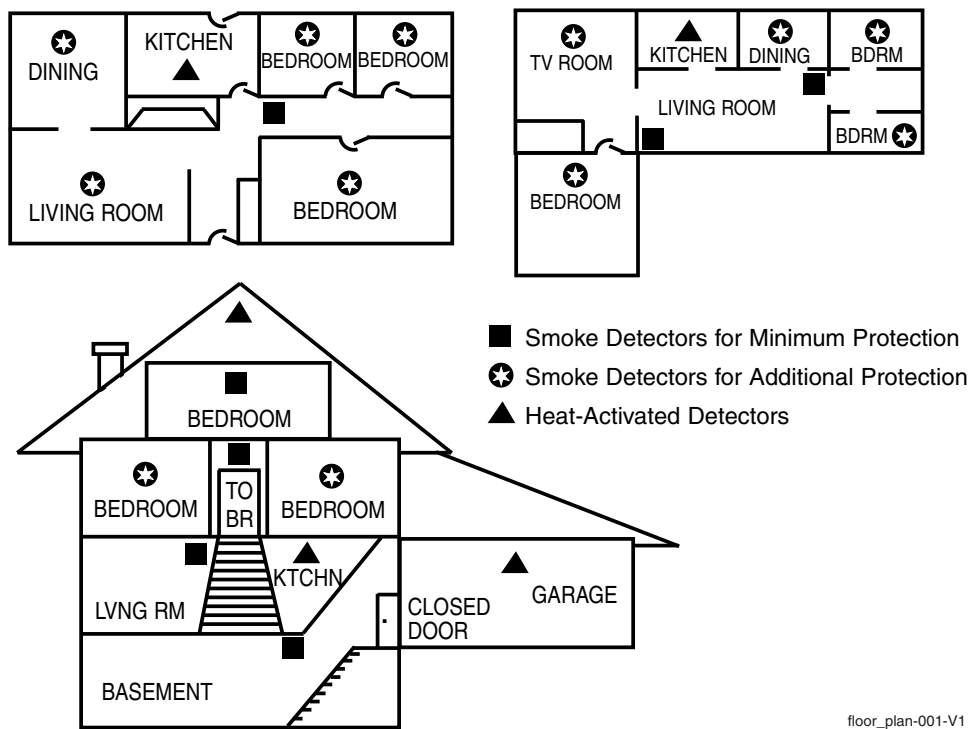 DINING
KITCHEN
BEDROOM
BEDROOM
LIVING ROOM
BEDROOM
TV ROOM
KITCHEN
DINING
BDRM
LIVING ROOM
BDRM
BEDROOM
Smoke Detectors for Minimum Protection
Smoke Detectors for Additional Protection
Heat-Activated Detectors
BEDROOM
BEDROOM
TO
BR
BEDROOM
LVNG RM
KTCHN
CLOSED
DOOR
GARAGE
BASEMENT
floor_plan-001-V1